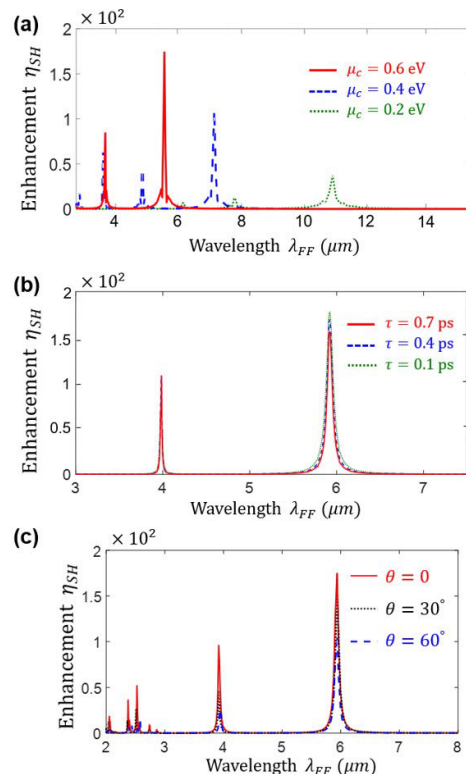 (a)
× 10²
2
1.5
1
0.5
0
Enhancement η_SH
μ_c = 0.6 eV
μ_c = 0.4 eV
μ_c = 0.2 eV
4 6 8 10 12 14
Wavelength λ_FF (μm)
(b)
× 10²
2
1.5
1
0.5
0
Enhancement η_SH
τ = 0.7 ps
τ = 0.4 ps
τ = 0.1 ps
3 4 5 6 7
Wavelength λ_FF (μm)
(c)
× 10²
2
1.5
1
0.5
0
Enhancement η_SH
θ = 0
θ = 30°
θ = 60°
2 3 4 5 6 7 8
Wavelength λ_FF (μm)